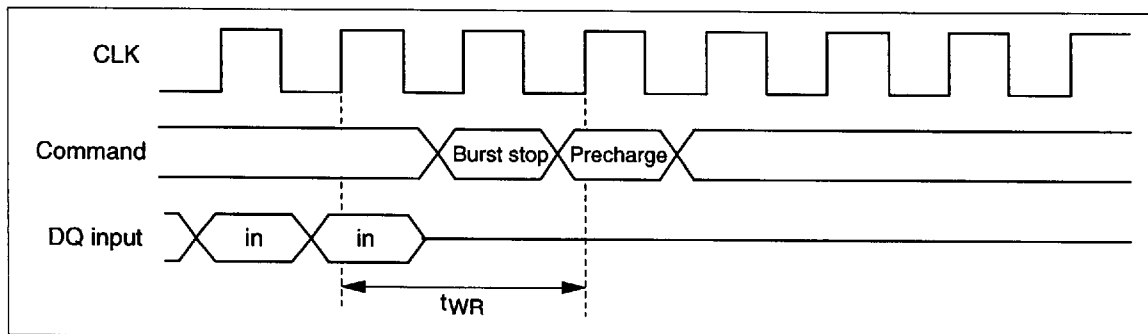 CLK
Command Burst stop Precharge
DQ input in in
tWR